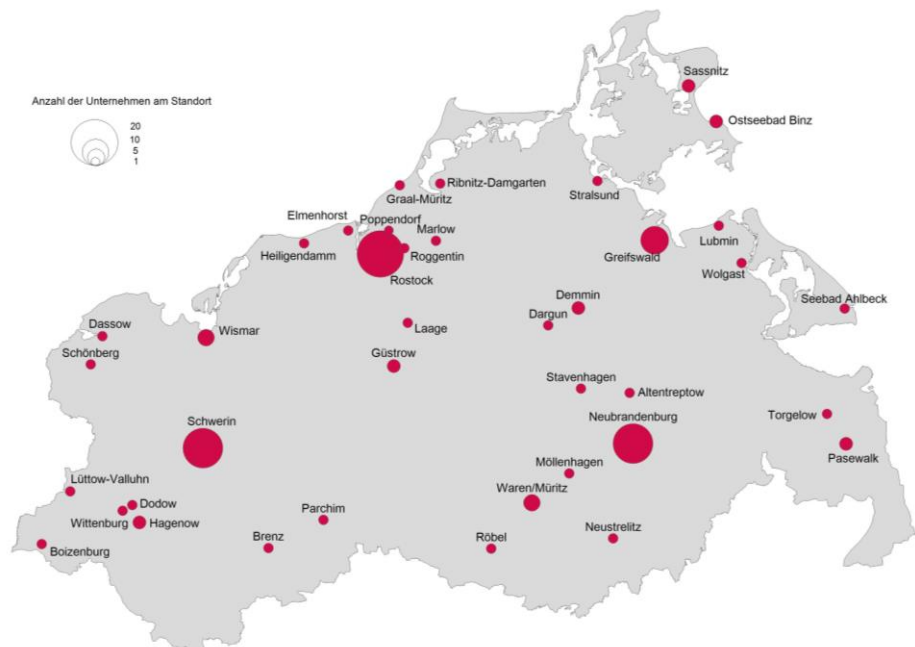 Sassnitz
Anzahl der Unternehmen am Standort
20
10
5
1
Ostseebad Binz
Ribnitz-Damgarten
Graal-Müritz
Stralsund
Elmenhorst
Poppendorf
Marlow
Heiligendamm
Roggentin
Greifswald
Lubmin
Rostock
Wolgast
Demmin
Seebad Ahlbeck
Dargun
Dassow
Wismar
Laage
Schönberg
Güstrow
Stavenhagen
Altentreptow
Schwerin
Neubrandenburg
Torgelow
Pasewalk
Möllenhagen
Lüttow-Valluhn
Waren/Müritz
Dodow
Wittenburg
Hagenow
Parchim
Brenz
Röbel
Neustrelitz
Boizenburg